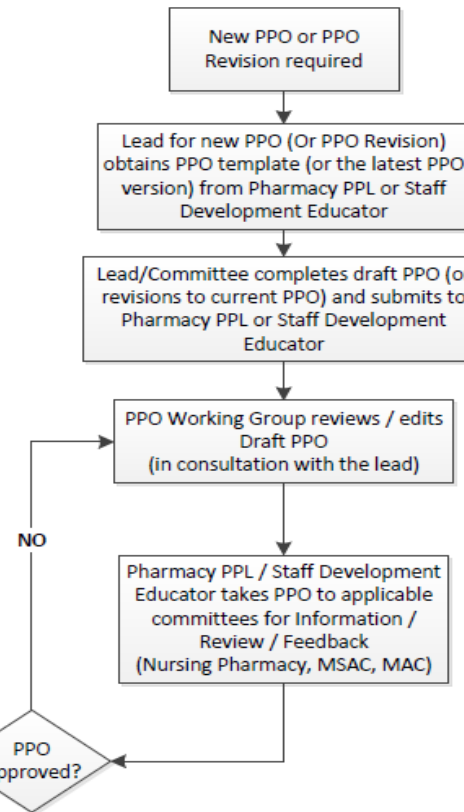 New PPO or PPO
Revision required
Lead for new PPO (Or PPO Revision)
obtains PPO template (or the latest PPO
version) from Pharmacy PPL or Staff
Development Educator
Lead/Committee completes draft PPO (o
revisions to current PPO) and submits to
Pharmacy PPL or Staff Development
Educator
PPO Working Group reviews / edits
Draft PPO
(in consultation with the lead)
NO
Pharmacy PPL / Staff Development
Educator takes PPO to applicable
committees for Information /
Review / Feedback
(Nursing Pharmacy, MSAC, MAC)
PPO
pproved?